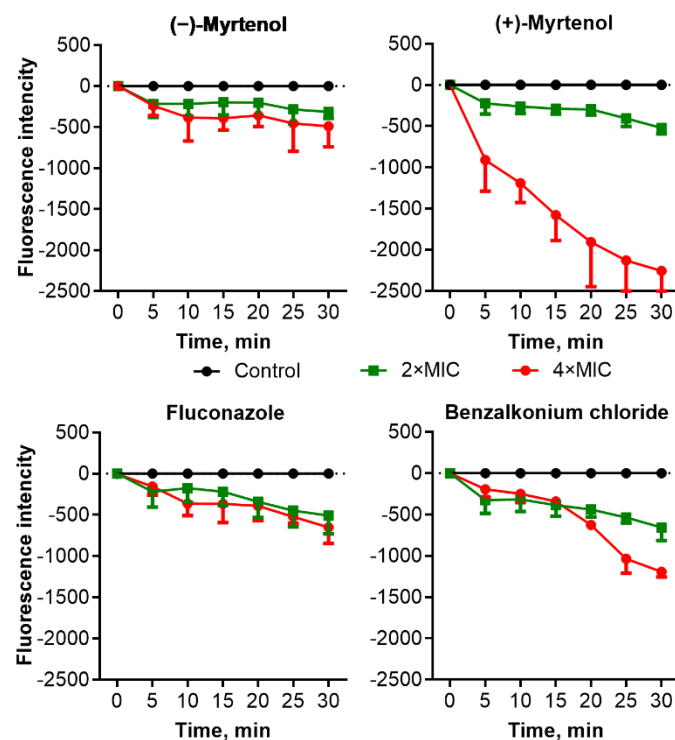 (−)-Myrtenol
(+)-Myrtenol
Fluorescence intencity
500
0
-500
-1000
-1500
-2000
-2500
0 5 10 15 20 25 30
Time, min
500
0
-500
-1000
-1500
-2000
-2500
0 5 10 15 20 25 30
Time, min
Control 2×MIC 4×MIC
Fluconazole
Benzalkonium chloride
Fluorescence intencity
500
0
-500
-1000
-1500
-2000
-2500
0 5 10 15 20 25 30
Time, min
500
0
-500
-1000
-1500
-2000
-2500
0 5 10 15 20 25 30
Time, min